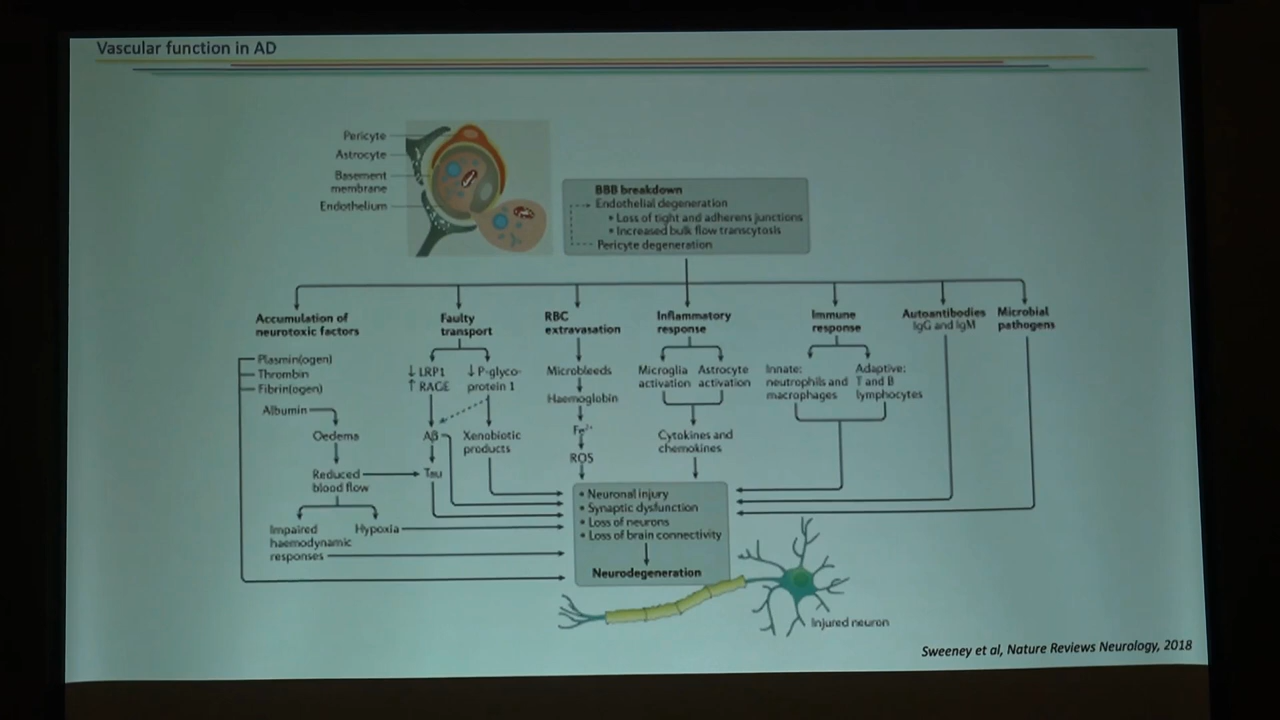 Vascular function in AD
Pericyte
Astrocyte
Basement
membrane
Endothelium
BBB breakdown
Endothelial degeneration
• Loss of tight and adherens junctions
• Increased bulk flow transcytosis
Pericyte degeneration
Accumulation of
neurotoxic factors
Plasmin(ogen)
Thrombin
Fibrin(ogen)
Albumin
Oedema
Reduced
blood flow
Impaired
haemodynamic
responses
Hypoxia
Faulty
transport
↓ LRP1
↑ RAGE
↓ P-glyco-
protein 1
Aβ
Tau
Xenobiotic
products
RBC
extravasation
Microbleeds
Haemoglobin
Fe²⁺
ROS
Inflammatory
response
Microglia
activation
Astrocyte
activation
Cytokines and
chemokines
Immune
response
Innate:
neutrophils and
macrophages
Adaptive:
T and B
lymphocytes
Autoantibodies
IgG and IgM
Microbial
pathogens
• Neuronal injury
• Synaptic dysfunction
• Loss of neurons
• Loss of brain connectivity
Neurodegeneration
Injured neuron
Sweeney et al, Nature Reviews Neurology, 2018